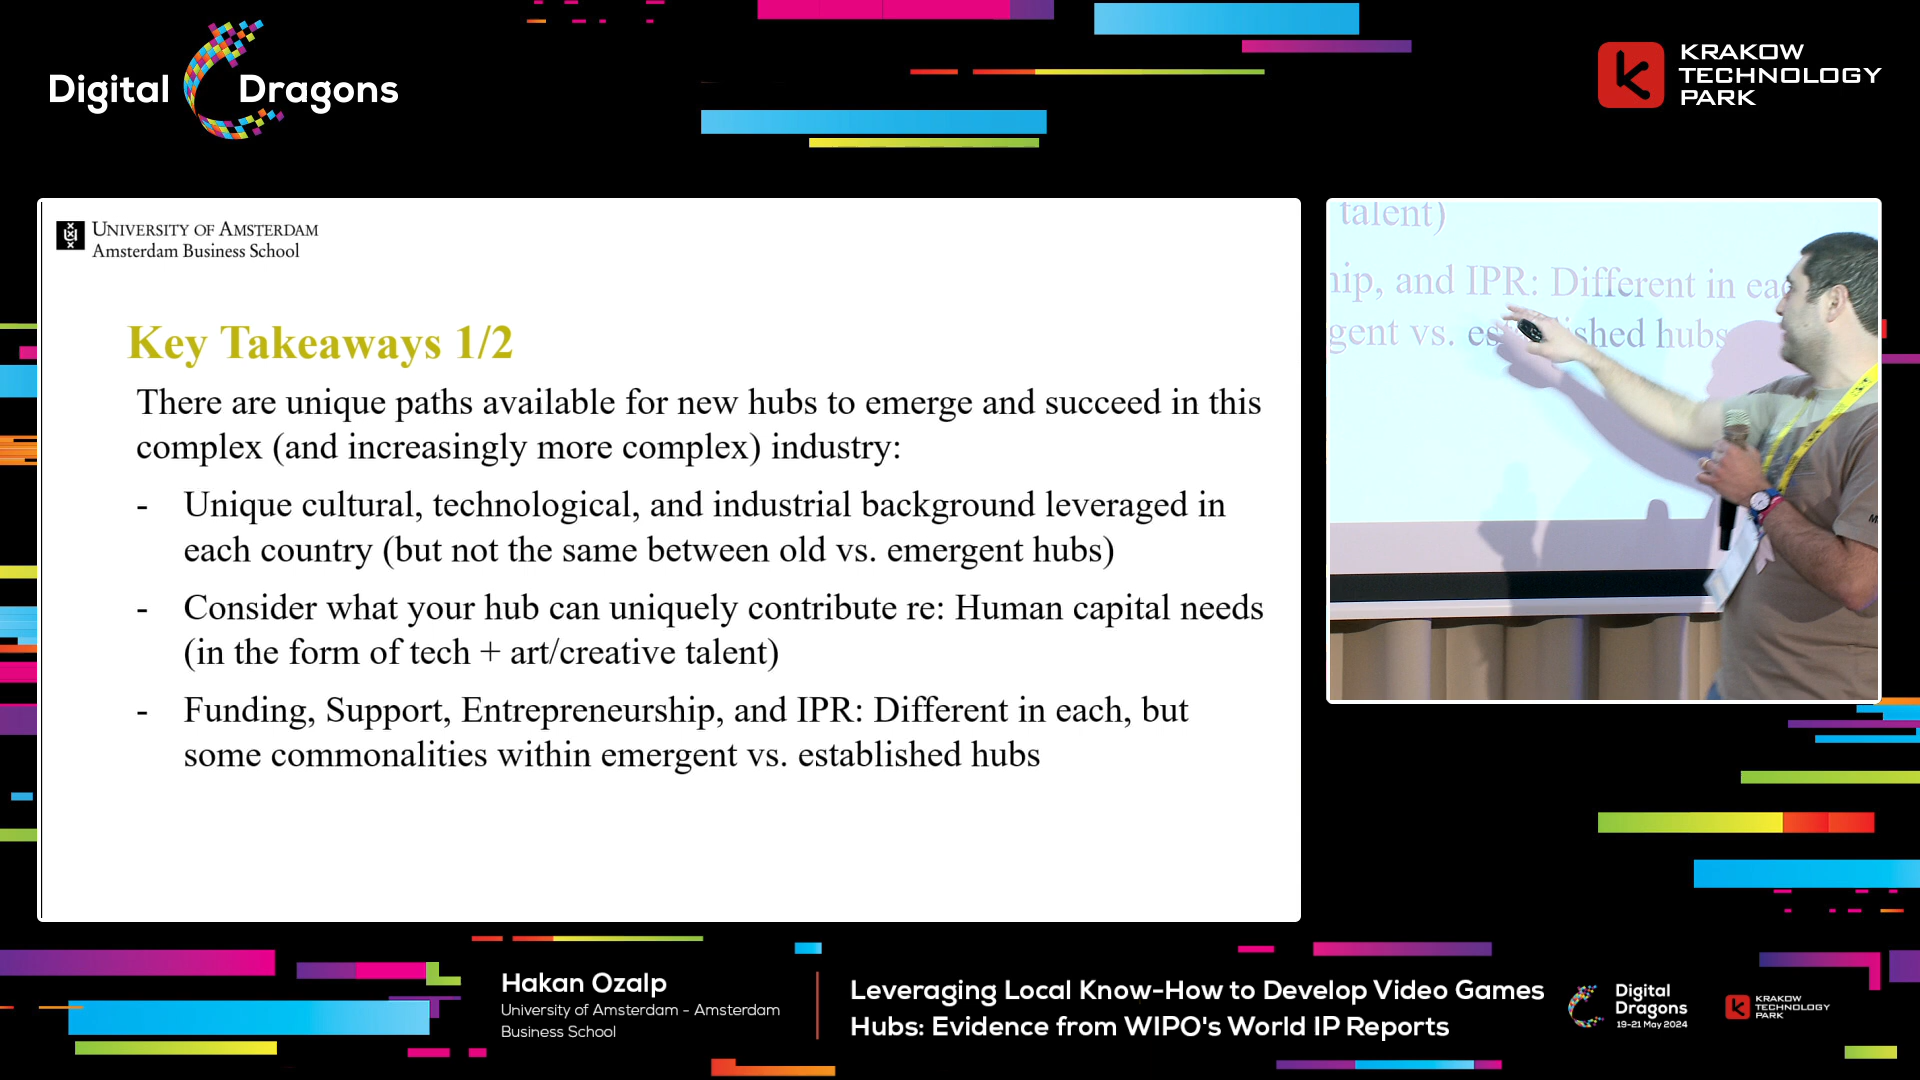 Digital Dragons
KRAKOW
TECHNOLOGY
PARK
UNIVERSITY OF AMSTERDAM
Amsterdam Business School
Key Takeaways 1/2
There are unique paths available for new hubs to emerge and succeed in this
complex (and increasingly more complex) industry:
- Unique cultural, technological, and industrial background leveraged in
each country (but not the same between old vs. emergent hubs)
- Consider what your hub can uniquely contribute re: Human capital needs
(in the form of tech + art/creative talent)
- Funding, Support, Entrepreneurship, and IPR: Different in each, but
some commonalities within emergent vs. established hubs
talent)
hip, and IPR: Different in eac
gent vs. established hubs
Hakan Ozalp
University of Amsterdam - Amsterdam
Business School
Leveraging Local Know-How to Develop Video Games
Hubs: Evidence from WIPO's World IP Reports
Digital
Dragons
19-21 May 2024
KRAKOW
TECHNOLOGY
PARK